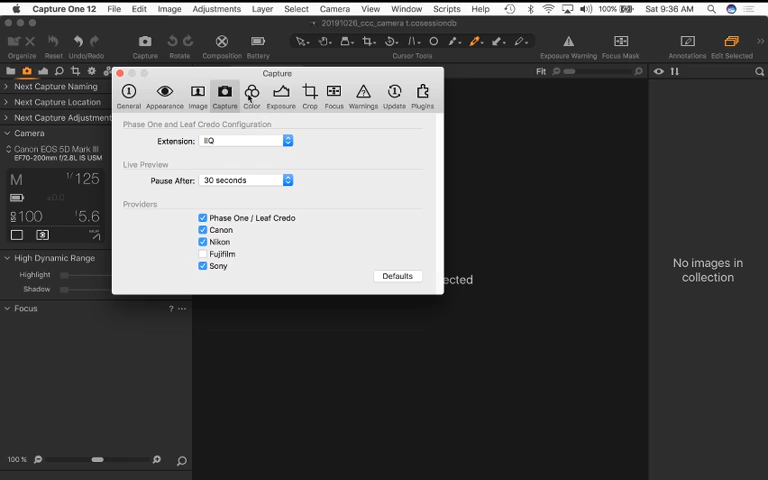 Capture One 12 File Edit Image Adjustments Layer Select Camera View Window Scripts Help 100% Sat 9:36 AM
20191026_ccc_camera t.cosessiondb
Organize Import Reset Undo/Redo Capture Rotate Composition Battery Cursor Tools Exposure Warning Focus Mask Annotations Edit Selected
Fit
Next Capture Naming
Next Capture Location
Next Capture Adjustment
Camera
Canon EOS 5D Mark III
EF70-200mm f/2.8L IS USM
M 1/125
±0.0
ISO 100 '5.6
High Dynamic Range
Highlight
Shadow
Focus ? ...
100 %
Capture
General Appearance Image Capture Color Exposure Crop Focus Warnings Update Plugins
Phase One and Leaf Credo Configuration
Extension: IIQ
Live Preview
Pause After: 30 seconds
Providers
Phase One / Leaf Credo
Canon
Nikon
Fujifilm
Sony
Defaults
ected
No images in
collection